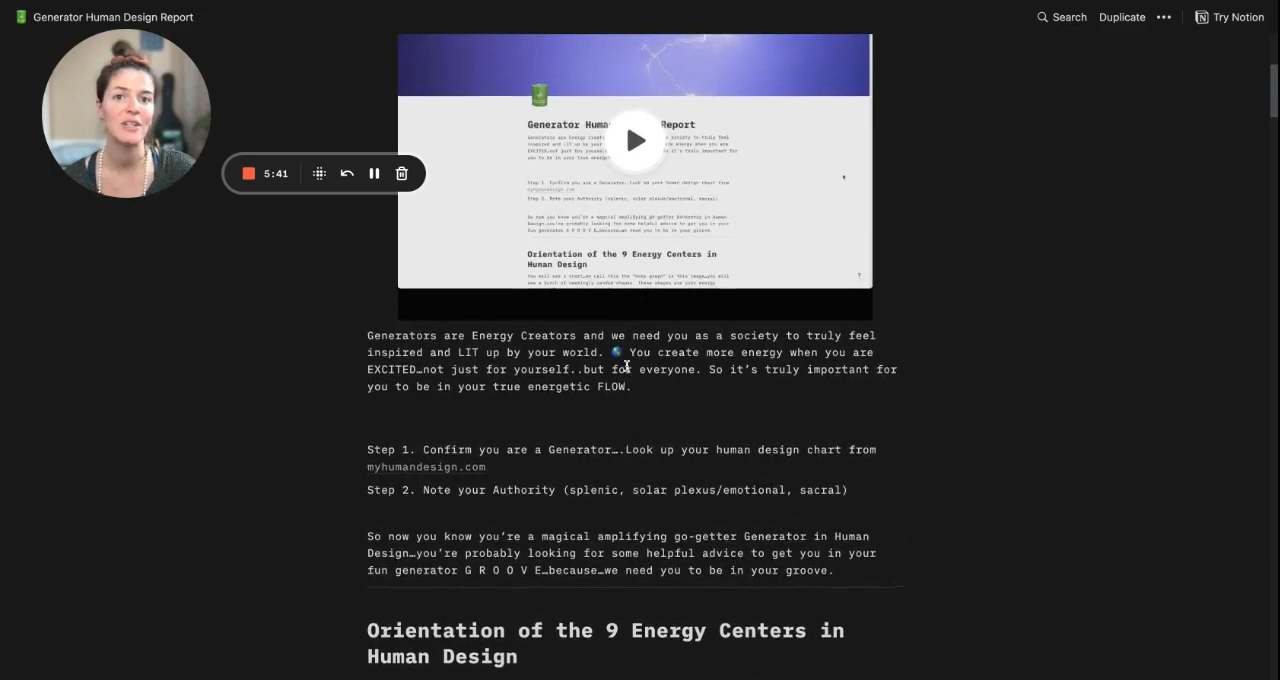 Generator Human Design Report
Search Duplicate ••• Try Notion
5:41
Generator Huma Report
Orientation of the 9 Energy Centers in
Human Design
Generators are Energy Creators and we need you as a society to truly feel
inspired and LIT up by your world. 🌎 You create more energy when you are
EXCITED…not just for yourself..but for everyone. So it’s truly important for
you to be in your true energetic FLOW.
Step 1. Confirm you are a Generator….Look up your human design chart from
myhumandesign.com
Step 2. Note your Authority (splenic, solar plexus/emotional, sacral)
So now you know you’re a magical amplifying go-getter Generator in Human
Design…you’re probably looking for some helpful advice to get you in your
fun generator G R O O V E…because…we need you to be in your groove.
Orientation of the 9 Energy Centers in
Human Design